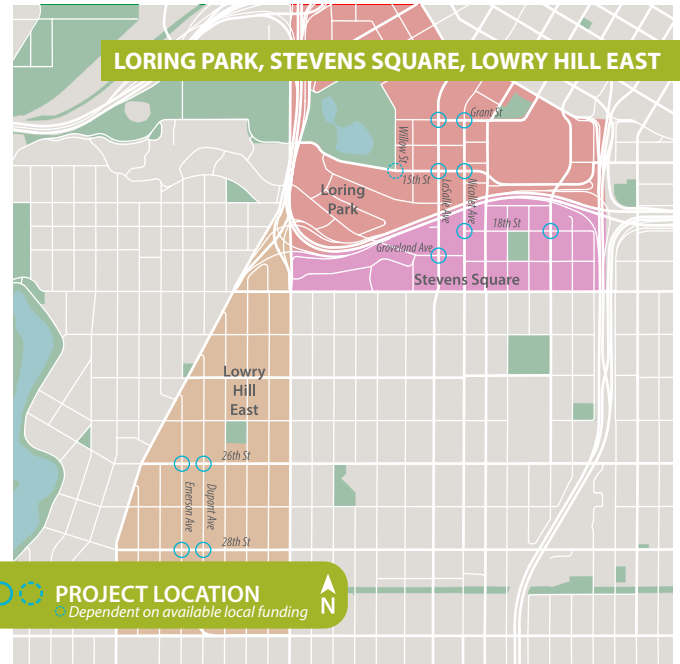 LORING PARK, STEVENS SQUARE, LOWRY HILL EAST
Grant St
Willow St
15th St
LaSalle Ave
Nicollet Ave
Loring
Park
18th St
Groveland Ave
Stevens Square
Lowry
Hill
East
26th St
Emerson Ave
Dupont Ave
28th St
PROJECT LOCATION
Dependent on available local funding
N